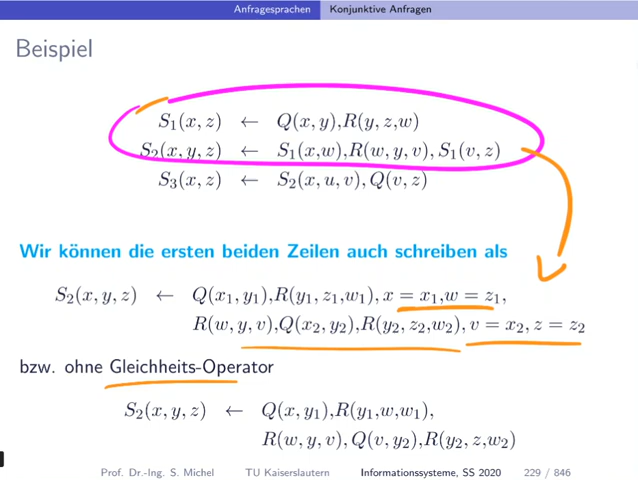 Anfragesprachen Konjunktive Anfragen
Beispiel
S₁(x, z) ← Q(x, y),R(y, z,w)
S₂(x, y, z) ← S₁(x,w),R(w, y, v), S₁(v, z)
S₃(x, z) ← S₂(x, u, v), Q(v, z)
Wir können die ersten beiden Zeilen auch schreiben als
S₂(x, y, z) ← Q(x₁, y₁),R(y₁, z₁,w₁), x = x₁,w = z₁,
R(w, y, v),Q(x₂, y₂),R(y₂, z₂,w₂), v = x₂, z = z₂
bzw. ohne Gleichheits-Operator
S₂(x, y, z) ← Q(x, y₁),R(y₁,w,w₁),
R(w, y, v), Q(v, y₂),R(y₂, z,w₂)
Prof. Dr.-Ing. S. Michel TU Kaiserslautern Informationssysteme, SS 2020 229 / 846